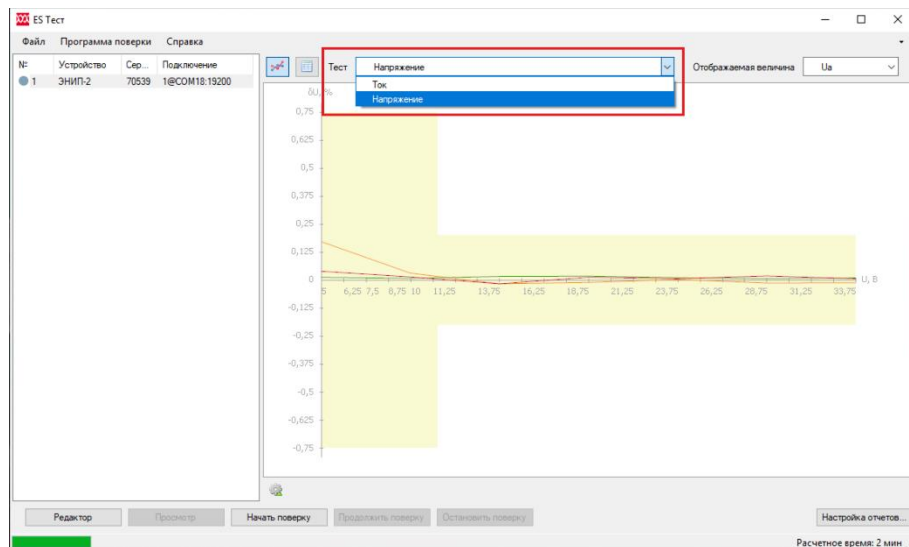 ES Тест
Файл Программа поверки Справка
№ Устройство Сер... Подключение
1 ЭНИП-2 70539 1@COM18:19200
Тест Напряжение Отображаемая величина Ua
Ток
Напряжение
δU, %
0,75
0,625
0,5
0,375
0,25
0,125
0
5 6,25 7,5 8,75 10 11,25 13,75 16,25 18,75 21,25 23,75 26,25 28,75 31,25 33,75 U, В
-0,125
-0,25
-0,375
-0,5
-0,625
-0,75
Редактор Просмотр Начать поверку Продолжить поверку Остановить поверку Настройка отчетов...
Расчетное время: 2 мин